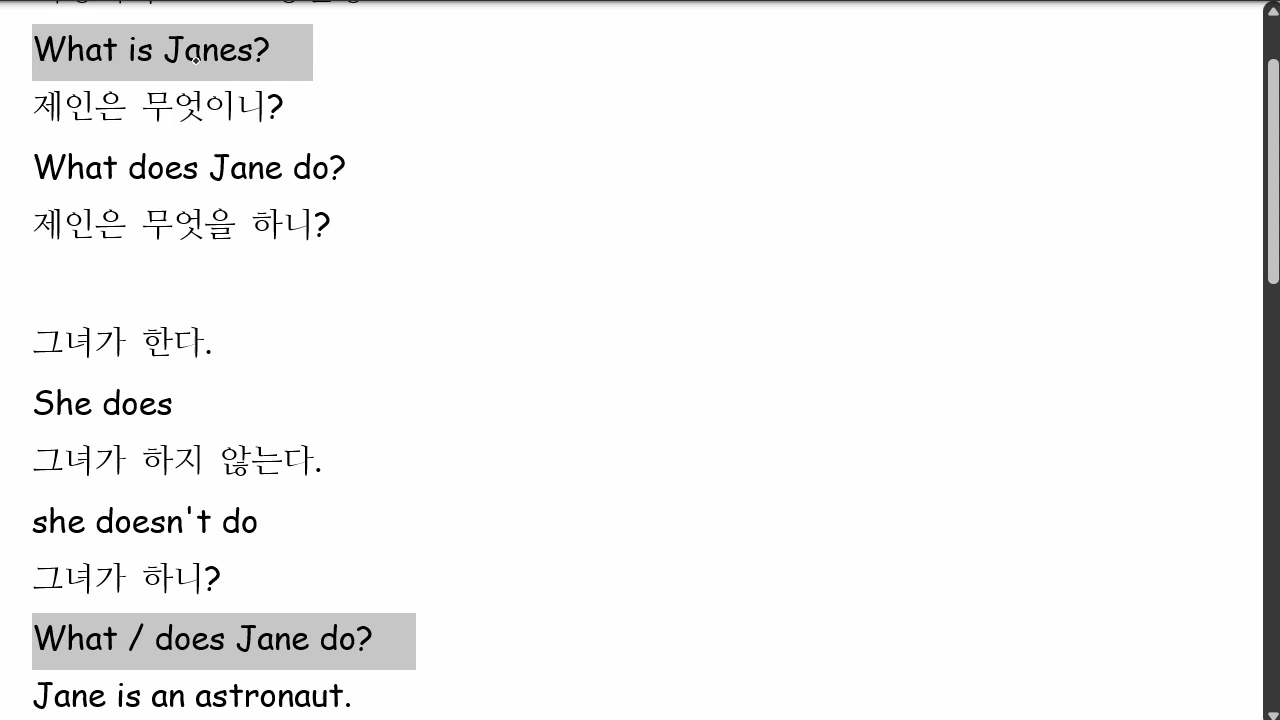 What is Janes?
제인은 무엇이니?
What does Jane do?
제인은 무엇을 하니?
그녀가 한다.
She does
그녀가 하지 않는다.
she doesn't do
그녀가 하니?
What / does Jane do?
Jane is an astronaut.